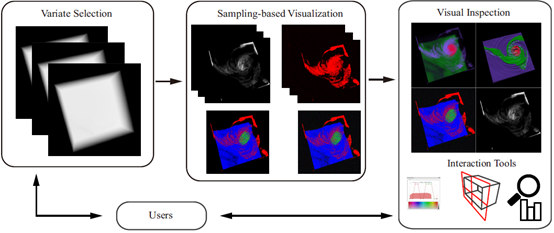 Variate Selection
Sampling-based Visualization
Visual Inspection
Interaction Tools
Users